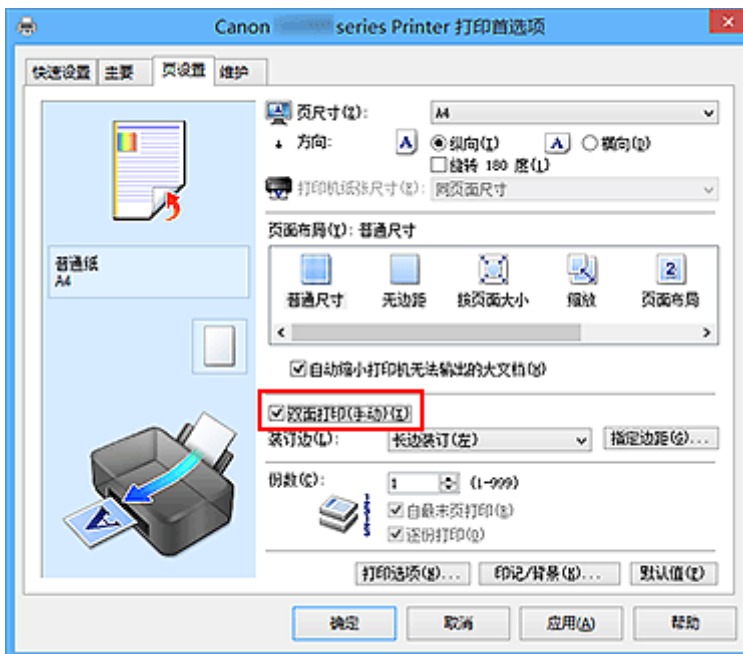 Canon series Printer 打印首选项
快速设置 主要 页设置 维护
页尺寸(Z): A4
方向: A 纵向(I) A 横向(D)
旋转 180 度(L)
打印机纸张尺寸(E): 同页面尺寸
页面布局(Y): 普通尺寸
普通纸
A4
2
普通尺寸 无边距 按页面大小 缩放 页面布局
自动缩小打印机无法输出的大文档(W)
双面打印(手动)(X)
装订边(L): 长边装订(左) 指定边距(G)...
份数(C): 1 (1-999)
自最末页打印(S)
逐份打印(O)
打印选项(N)... 印记/背景(K)... 默认值(F)
确定 取消 应用(A) 帮助